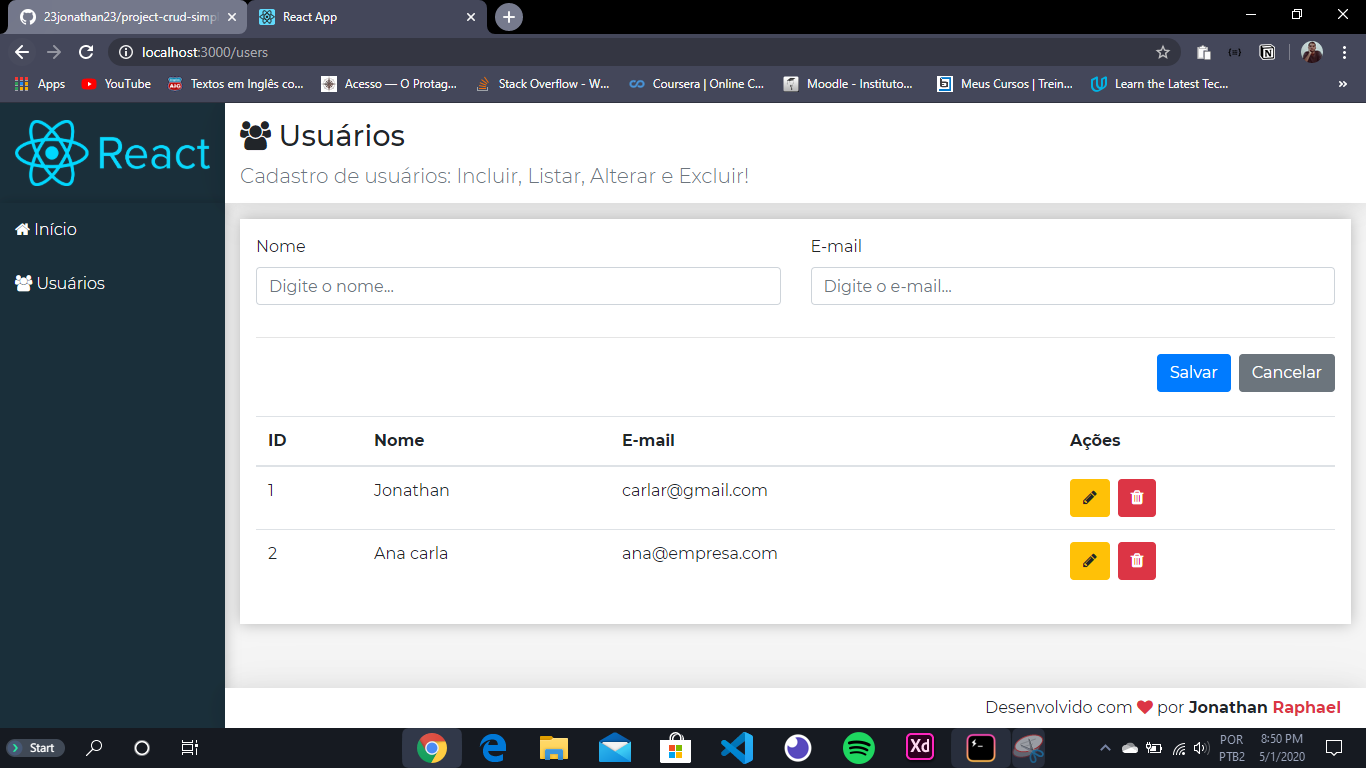 23jonathan23/project-crud-simpl
React App
localhost:3000/users
Apps
YouTube
Textos em Inglês co...
Acesso — O Protag...
Stack Overflow - W...
Coursera | Online C...
Moodle - Instituto...
Meus Cursos | Trein...
Learn the Latest Tec...
»
React
Usuários
Cadastro de usuários: Incluir, Listar, Alterar e Excluir!
Início
Usuários
Nome E-mail
Digite o nome... Digite o e-mail...
Salvar Cancelar
ID Nome E-mail Ações
1 Jonathan carlar@gmail.com
2 Ana carla ana@empresa.com
Desenvolvido com ❤ por Jonathan Raphael
Start
Xd
POR
PTB2
8:50 PM
5/1/2020